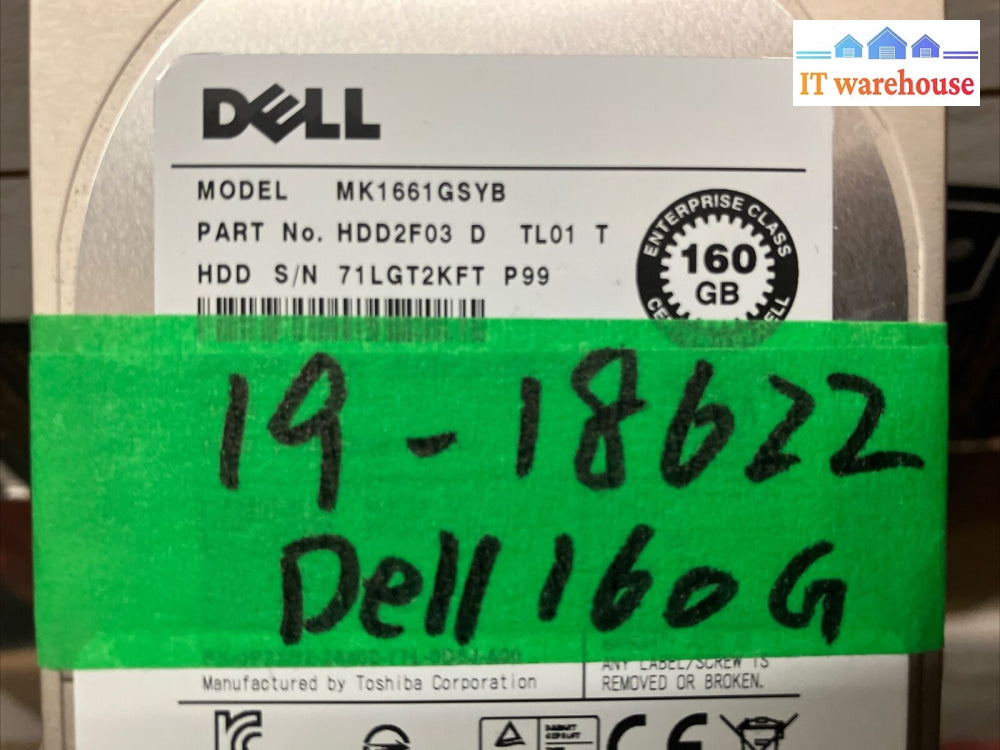 IT warehouse
DELL
MODEL MK1661GSYB
PART No. HDD2F03 D TL01 T
HDD S/N 71LGT2KFT P99
ENTERPRISE CLASS
160
GB
19-18622
Dell 160G
Manufactured by Toshiba Corporation
ANY LABEL/SCREW IS
REMOVED OR BROKEN.